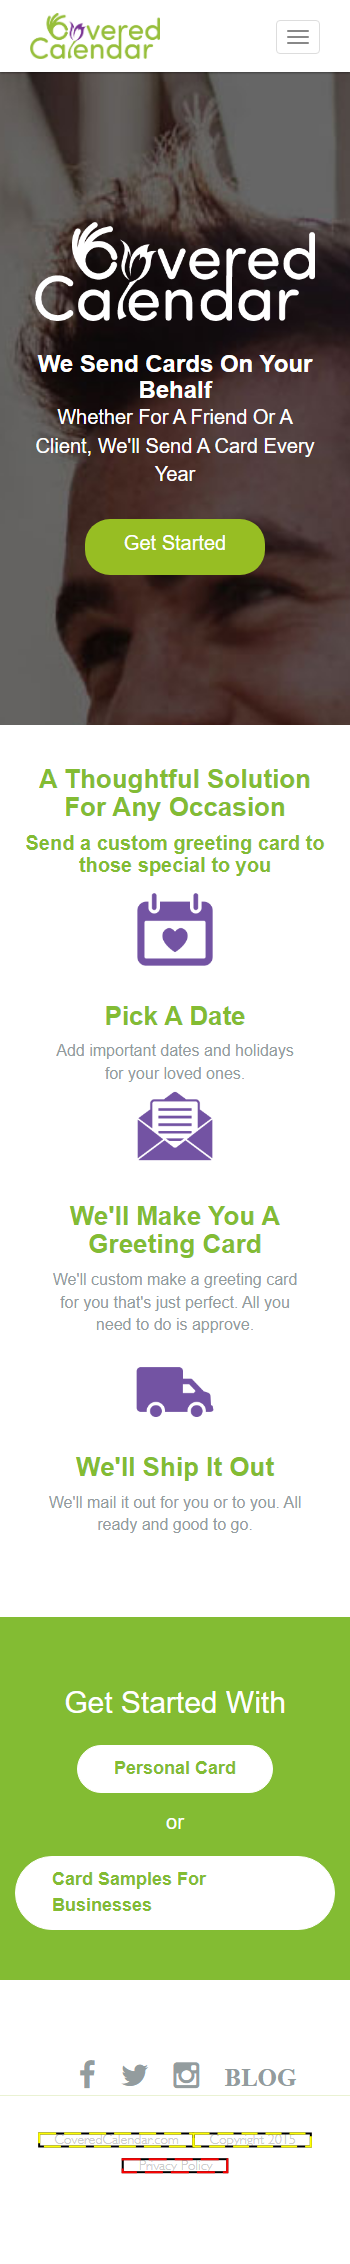 Covered
Calendar
Covered
Calendar
We Send Cards On Your
Behalf
Whether For A Friend Or A
Client, We'll Send A Card Every
Year
Get Started
A Thoughtful Solution
For Any Occasion
Send a custom greeting card to
those special to you
Pick A Date
Add important dates and holidays
for your loved ones.
We'll Make You A
Greeting Card
We'll custom make a greeting card
for you that's just perfect. All you
need to do is approve.
We'll Ship It Out
We'll mail it out for you or to you. All
ready and good to go.
Get Started With
Personal Card
or
Card Samples For
Businesses
BLOG
CoveredCalendar.com Copyright 2015
Privacy Policy